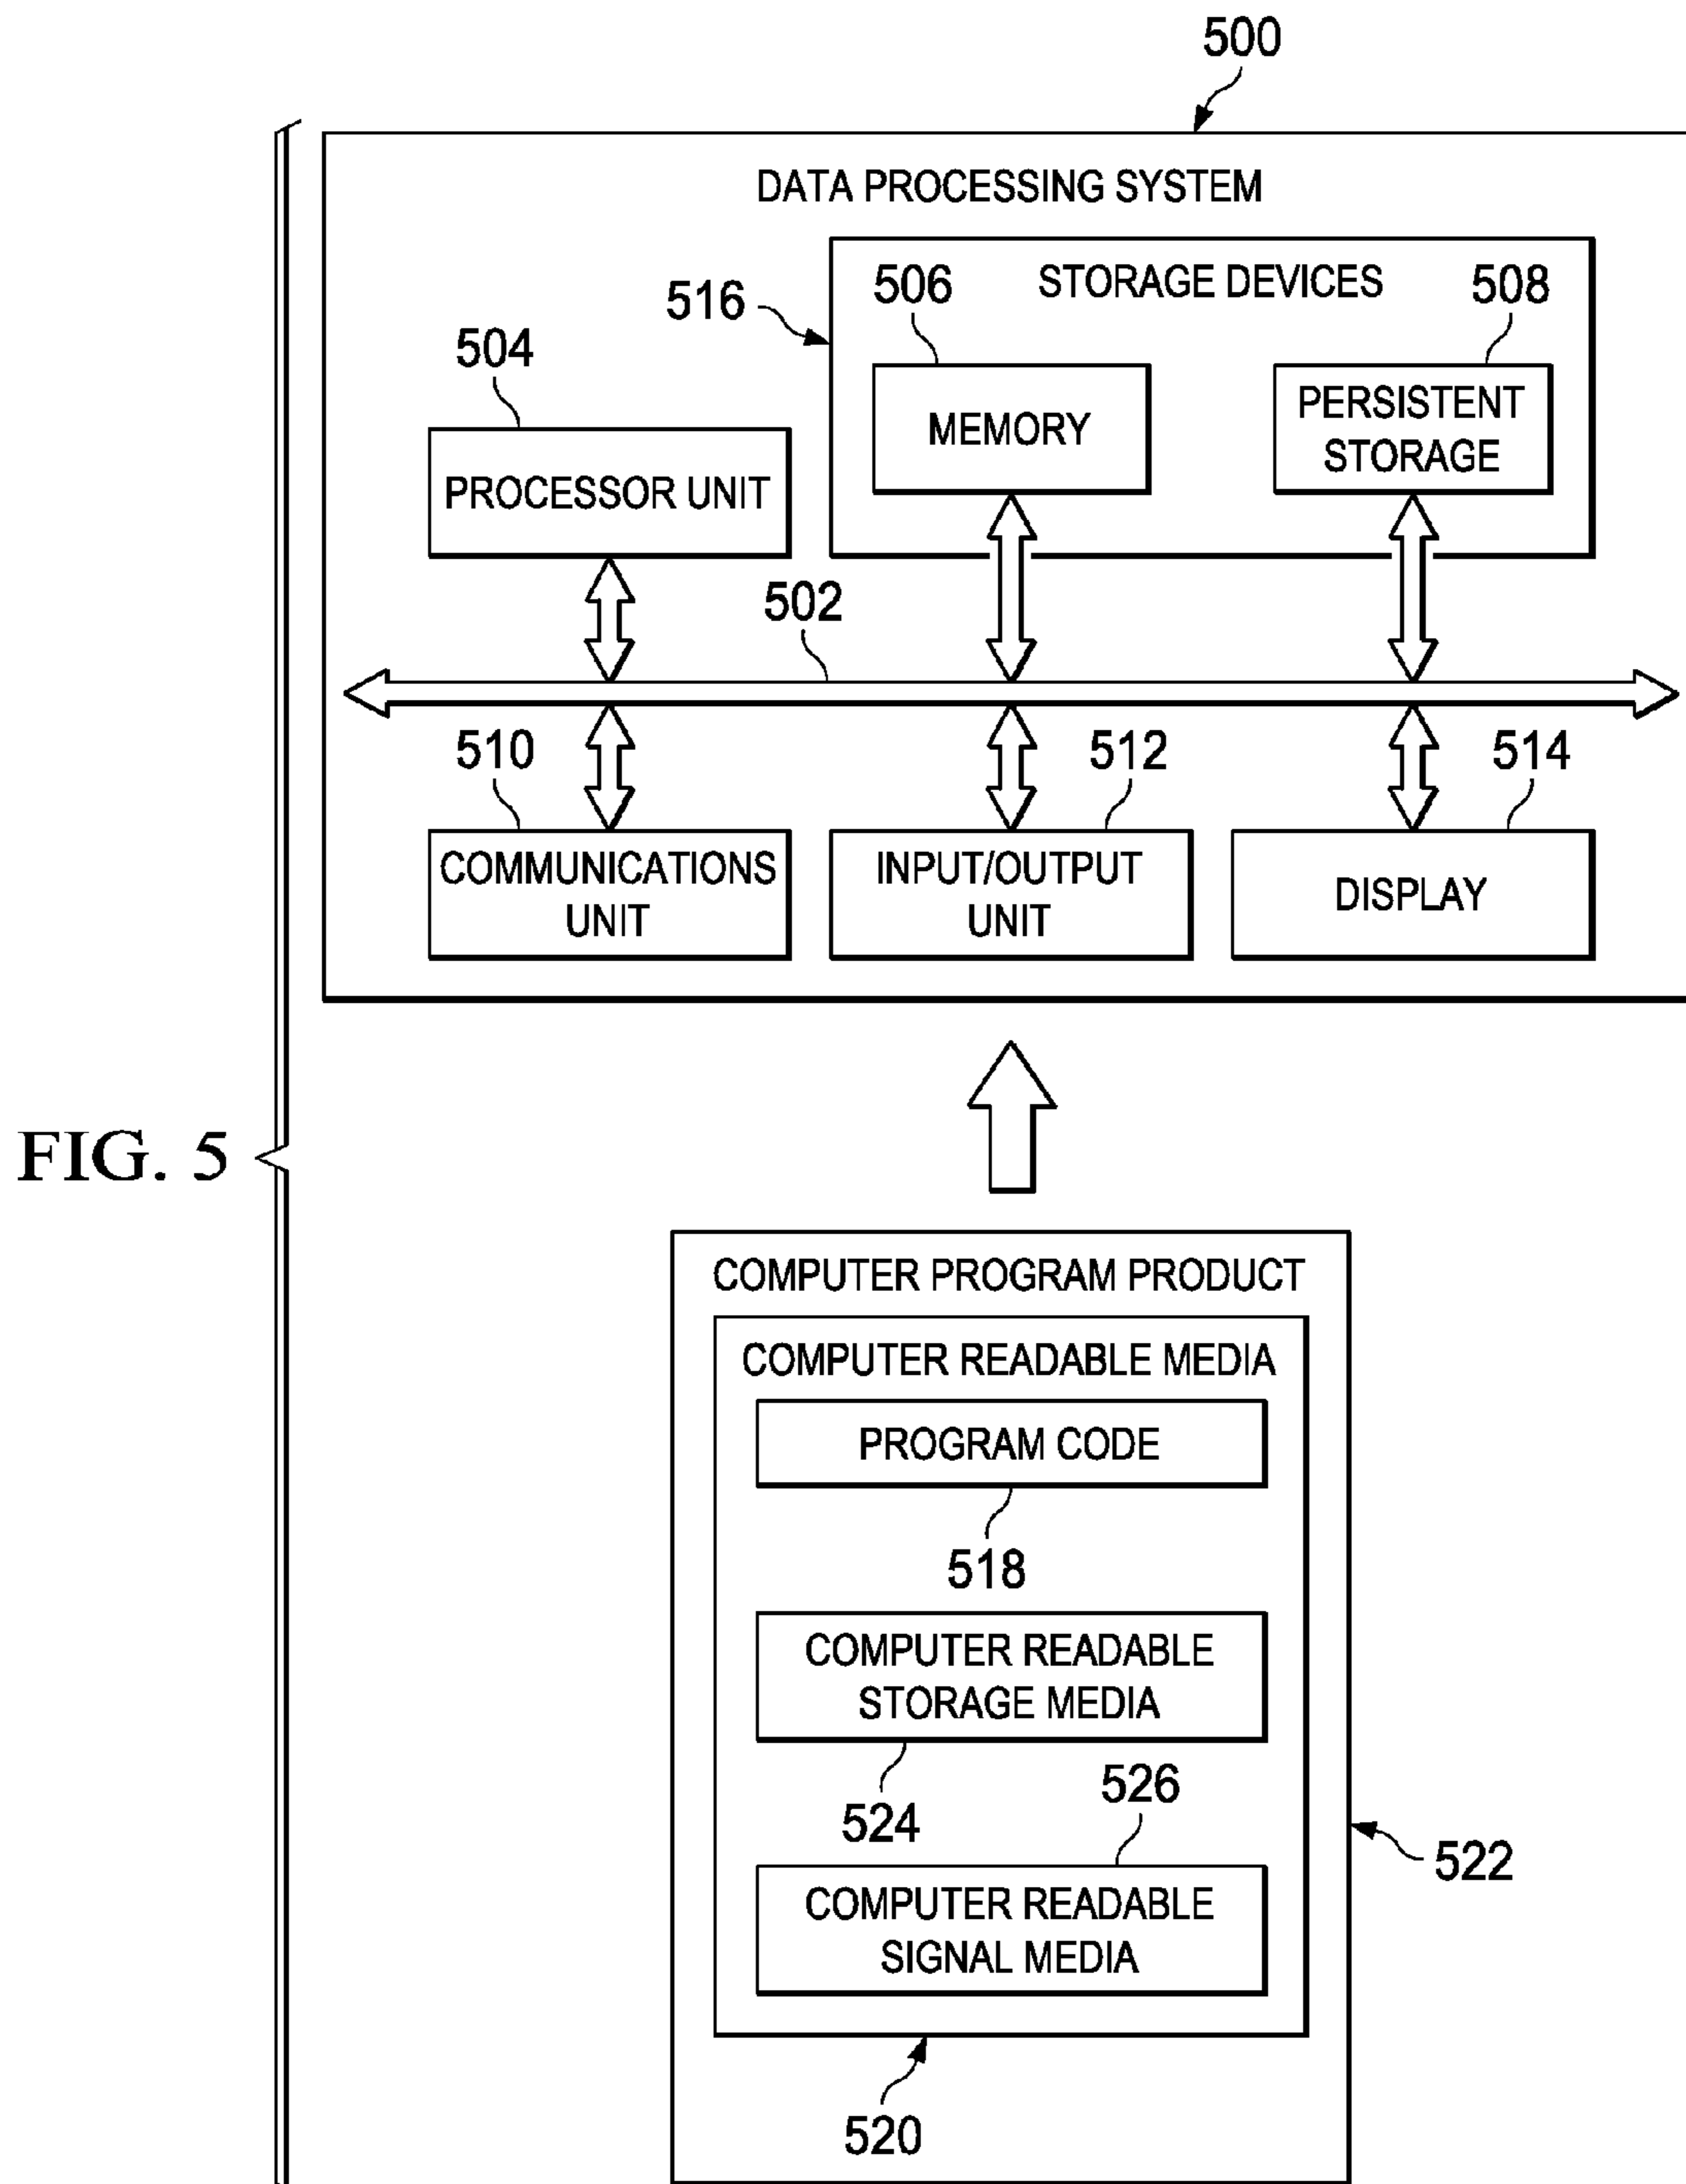 500
DATA PROCESSING SYSTEM
516
506
STORAGE DEVICES
508
504
MEMORY
PERSISTENT
STORAGE
PROCESSOR UNIT
502
510
512
514
COMMUNICATIONS
UNIT
INPUT/OUTPUT
UNIT
DISPLAY
FIG. 5
COMPUTER PROGRAM PRODUCT
COMPUTER READABLE MEDIA
PROGRAM CODE
518
COMPUTER READABLE
STORAGE MEDIA
524
526
COMPUTER READABLE
SIGNAL MEDIA
522
520